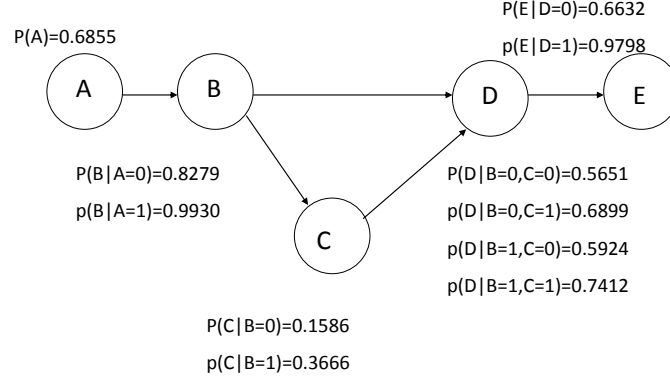 P(E|D=0)=0.6632
p(E|D=1)=0.9798
P(A)=0.6855
A
B
D
E
P(B|A=0)=0.8279
p(B|A=1)=0.9930
C
P(D|B=0,C=0)=0.5651
p(D|B=0,C=1)=0.6899
p(D|B=1,C=0)=0.5924
p(D|B=1,C=1)=0.7412
P(C|B=0)=0.1586
p(C|B=1)=0.3666